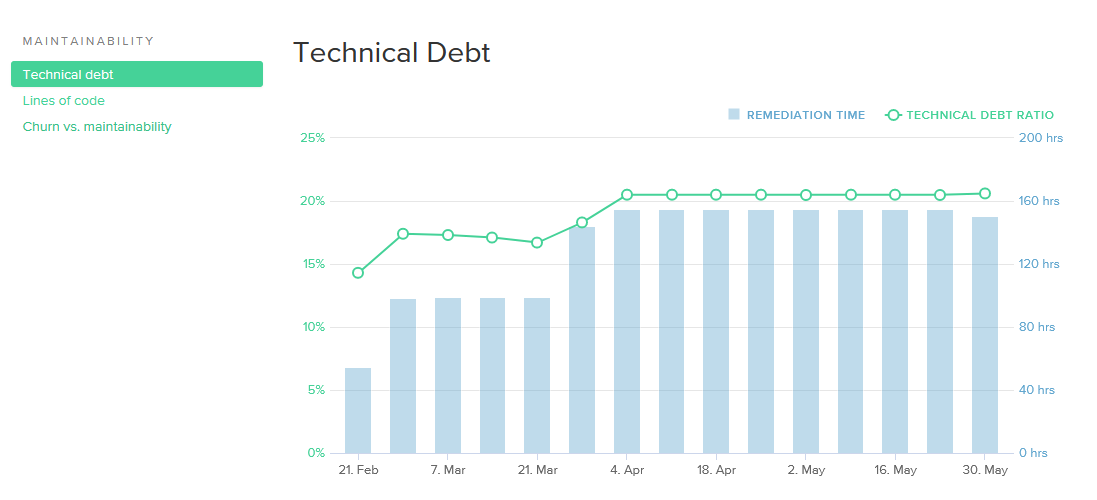 MAINTAINABILITY
Technical debt
Lines of code
Churn vs. maintainability
Technical Debt
REMEDIATION TIME TECHNICAL DEBT RATIO
25% 200 hrs
20% 160 hrs
15% 120 hrs
10% 80 hrs
5% 40 hrs
0% 0 hrs
21. Feb 7. Mar 21. Mar 4. Apr 18. Apr 2. May 16. May 30. May